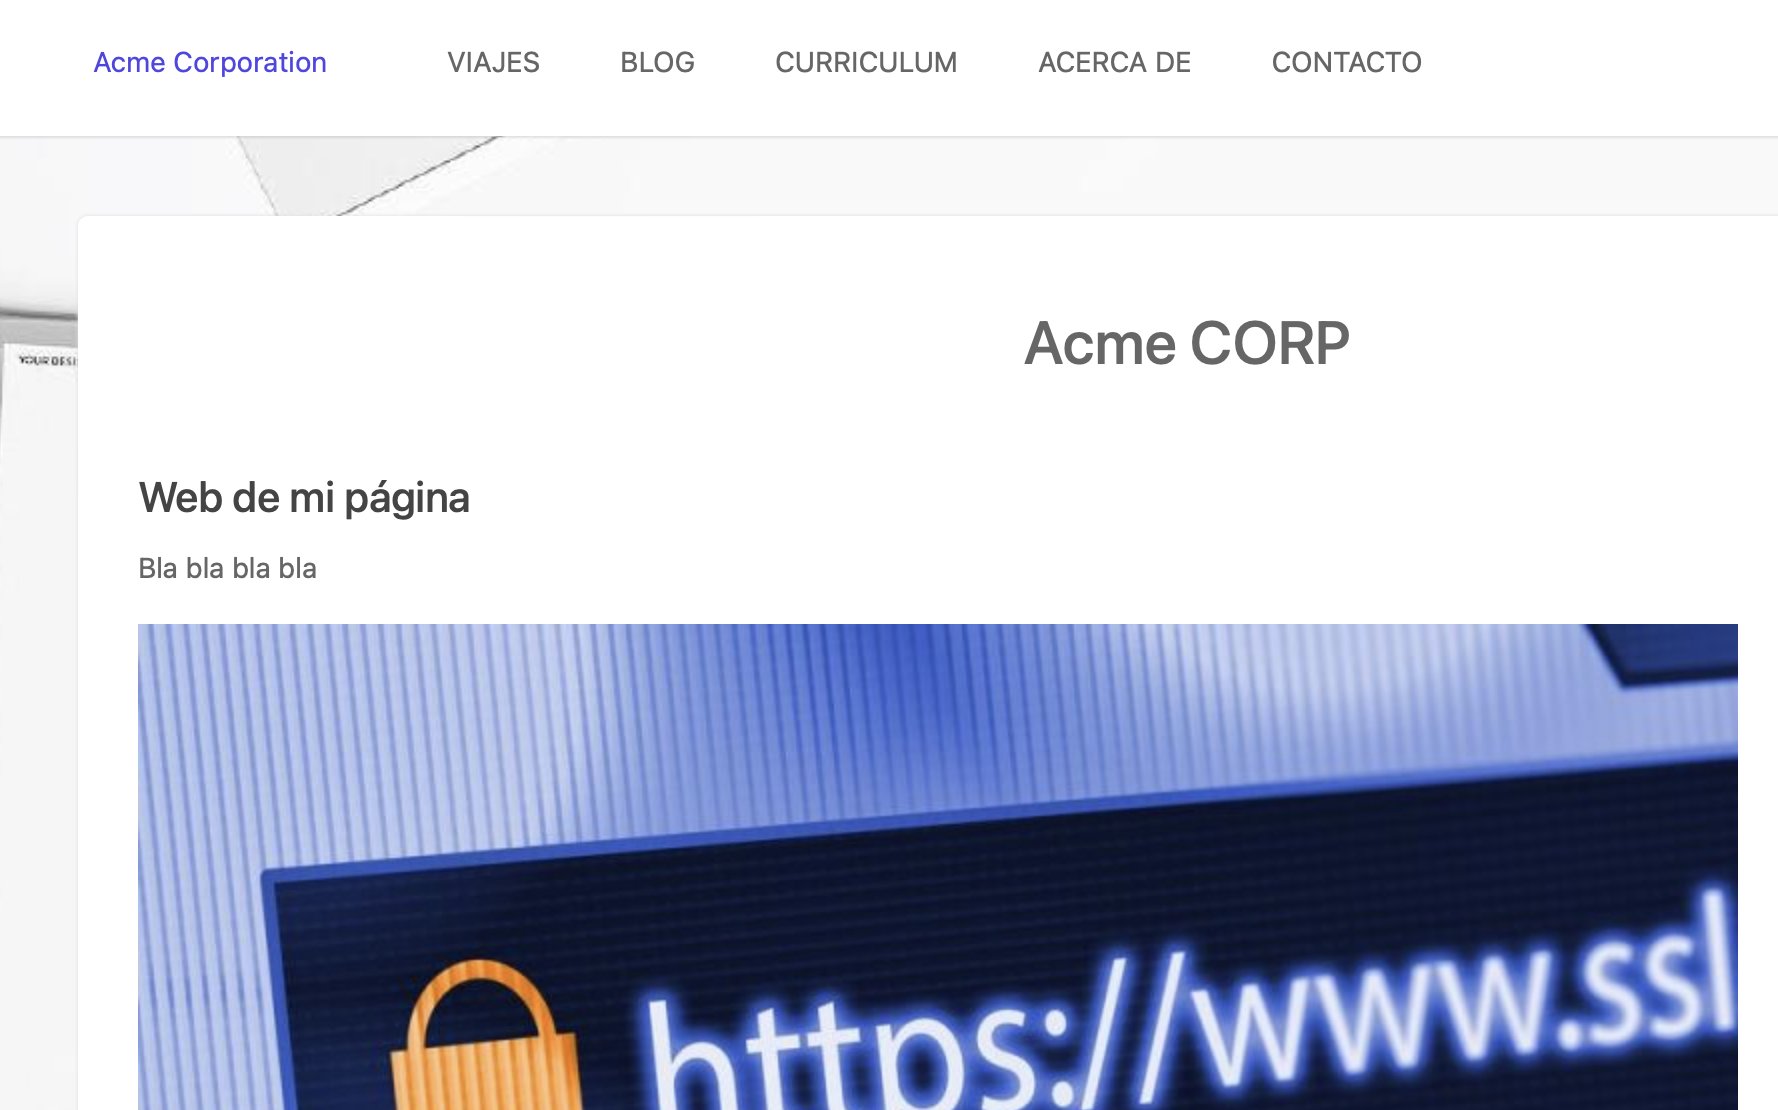 Acme Corporation VIAJES BLOG CURRICULUM ACERCA DE CONTACTO
YOUR DESI
Acme CORP
Web de mi página
Bla bla bla bla
https://www.ssl